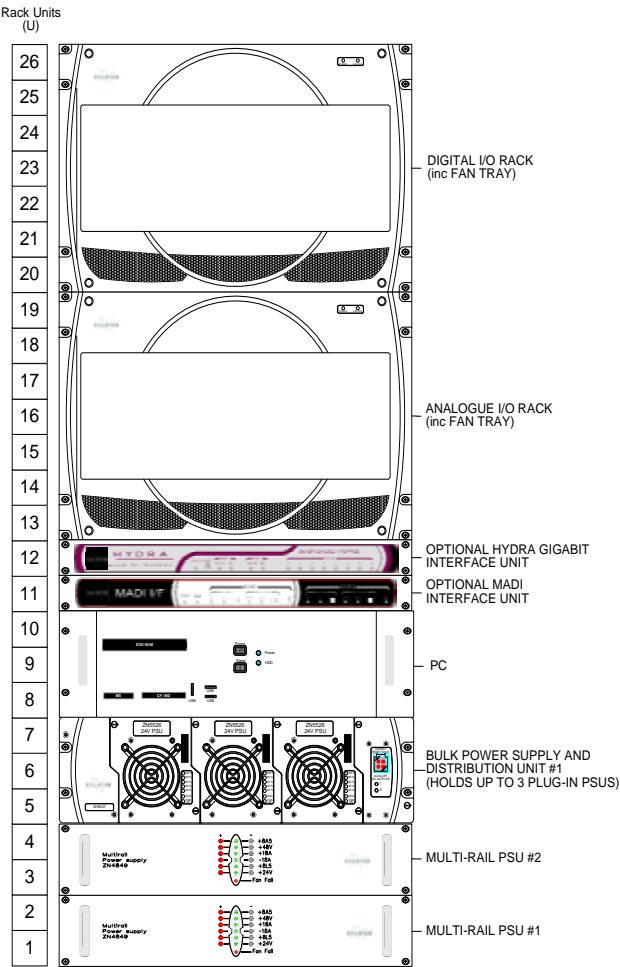 Rack Units
(U)
26
25
24
23
22
21
20
19
18
17
16
15
14
13
12
11
10
9
8
7
6
5
4
3
2
1
DIGITAL I/O RACK
(inc FAN TRAY)
ANALOGUE I/O RACK
(inc FAN TRAY)
HYDRA
OPTIONAL HYDRA GIGABIT
INTERFACE UNIT
MADI I/F
OPTIONAL MADI
INTERFACE UNIT
DVD ROM
Power
Reset
Power
HDD
USB
USB
USB
PC
ZN5526
24V PSU
ZN5526
24V PSU
ZN5526
24V PSU
BULK POWER SUPPLY AND
DISTRIBUTION UNIT #1
(HOLDS UP TO 3 PLUG-IN PSUS)
Multirail
Power supply
ZN4849
+ -
+8A5
+48V
+18A
-18A
+8L5
+24V
Fan Fail
MULTI-RAIL PSU #2
Multirail
Power supply
ZN4849
+ -
+8A5
+48V
+18A
-18A
+8L5
+24V
Fan Fail
MULTI-RAIL PSU #1